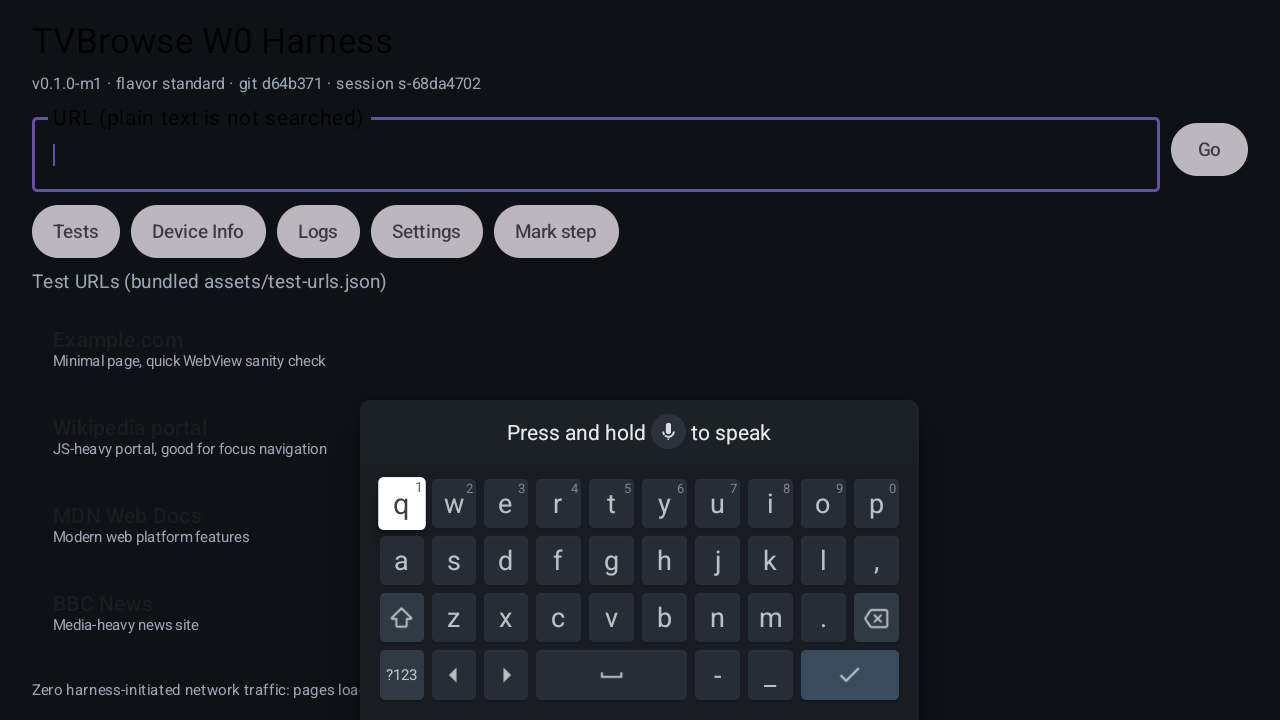 TVBrowse W0 Harness
v0.1.0-m1 · flavor standard · git d64b371 · session s-68da4702
URL (plain text is not searched)
Go
Tests Device Info Logs Settings Mark step
Test URLs (bundled assets/test-urls.json)
Example.com
Minimal page, quick WebView sanity check
Wikipedia portal
JS-heavy portal, good for focus navigation
MDN Web Docs
Modern web platform features
BBC News
Media-heavy news site
Zero harness-initiated network traffic: pages
Press and hold to speak
q 1 w 2 e 3 r 4 t 5 y 6 u 7 i 8 o 9 p 0
a s d f g h j k l ,
z x c v b n m .
?123 - _